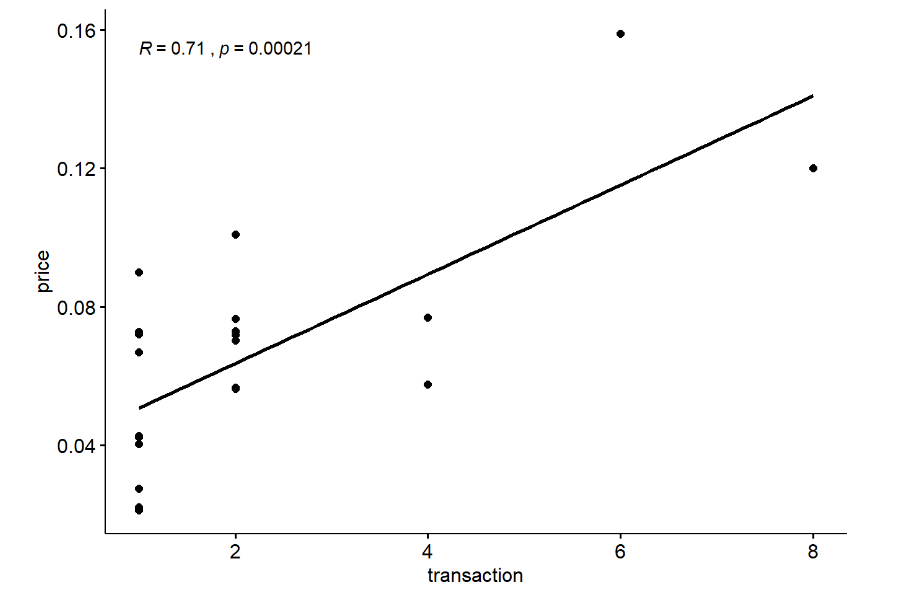 0.16
R = 0.71 , p = 0.00021
0.12
0.08
0.04
price
2 4 6 8
transaction